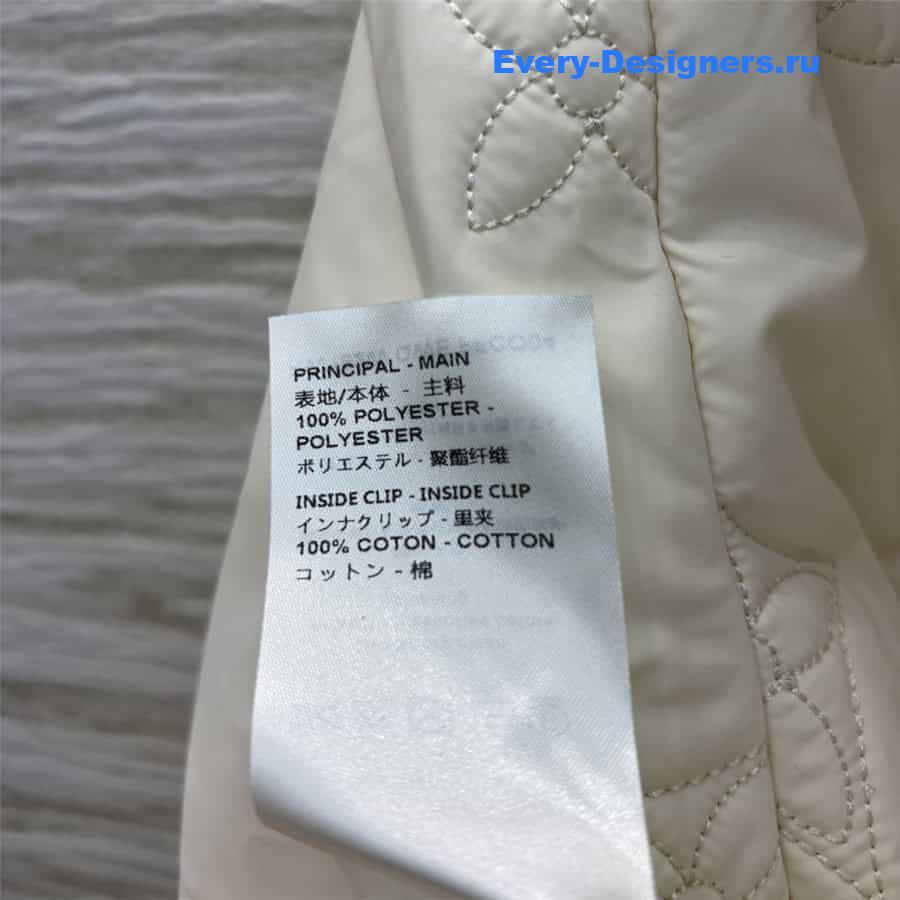 Every-Designers.ru
PRINCIPAL - MAIN
表地/本体 - 主料
100% POLYESTER -
POLYESTER
ポリエステル - 聚酯纤维
INSIDE CLIP - INSIDE CLIP
インナクリップ - 里夹
100% COTON - COTTON
コットン - 棉